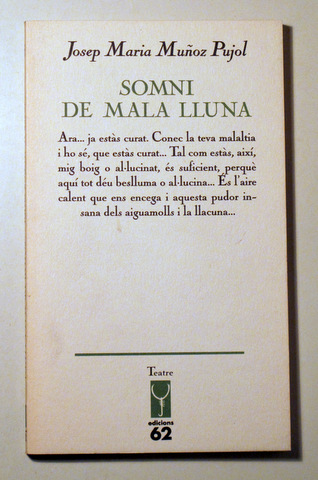 Josep Maria Muñoz Pujol
SOMNI
DE MALA LLUNA
Ara... ja estàs curat. Conec la teva malaltia
i ho sé, que estàs curat... Tal com estàs, així,
mig boig o al·lucinat, és suficient, perquè
aquí tot déu beslluma o al·lucina... És l'aire
calent que ens encega i aquesta pudor in-
sana dels aiguamolls i la llacuna...
Teatre
edicions
62